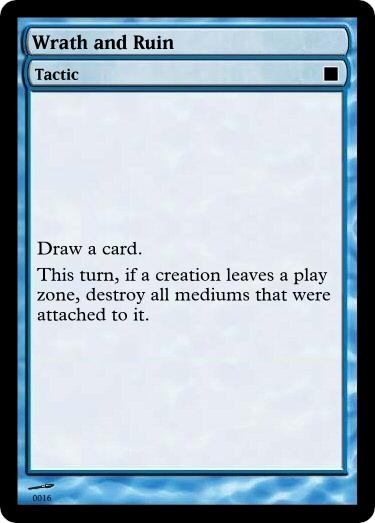 Wrath and Ruin
Tactic
Draw a card.
This turn, if a creation leaves a play
zone, destroy all mediums that were
attached to it.
0016